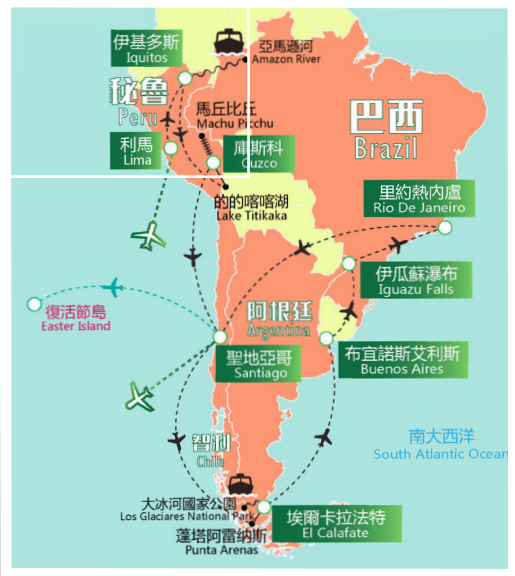 伊基多斯
Iquitos
亞馬遜河
Amazon River
秘魯
Peru
馬丘比丘
Machu Picchu
巴西
Brazil
利馬
Lima
庫斯科
Cuzco
的的喀喀湖
Lake Titikaka
里約熱內盧
Rio De Janeiro
伊瓜蘇瀑布
Iguazu Falls
復活節島
Easter Island
阿根廷
Argentina
聖地亞哥
Santiago
布宜諾斯艾利斯
Buenos Aires
智利
Chile
南大西洋
South Atlantic Ocean
大冰河國家公園
Los Glaciares National Park
埃爾卡拉法特
El Calafate
蓬塔阿雷纳斯
Punta Arenas